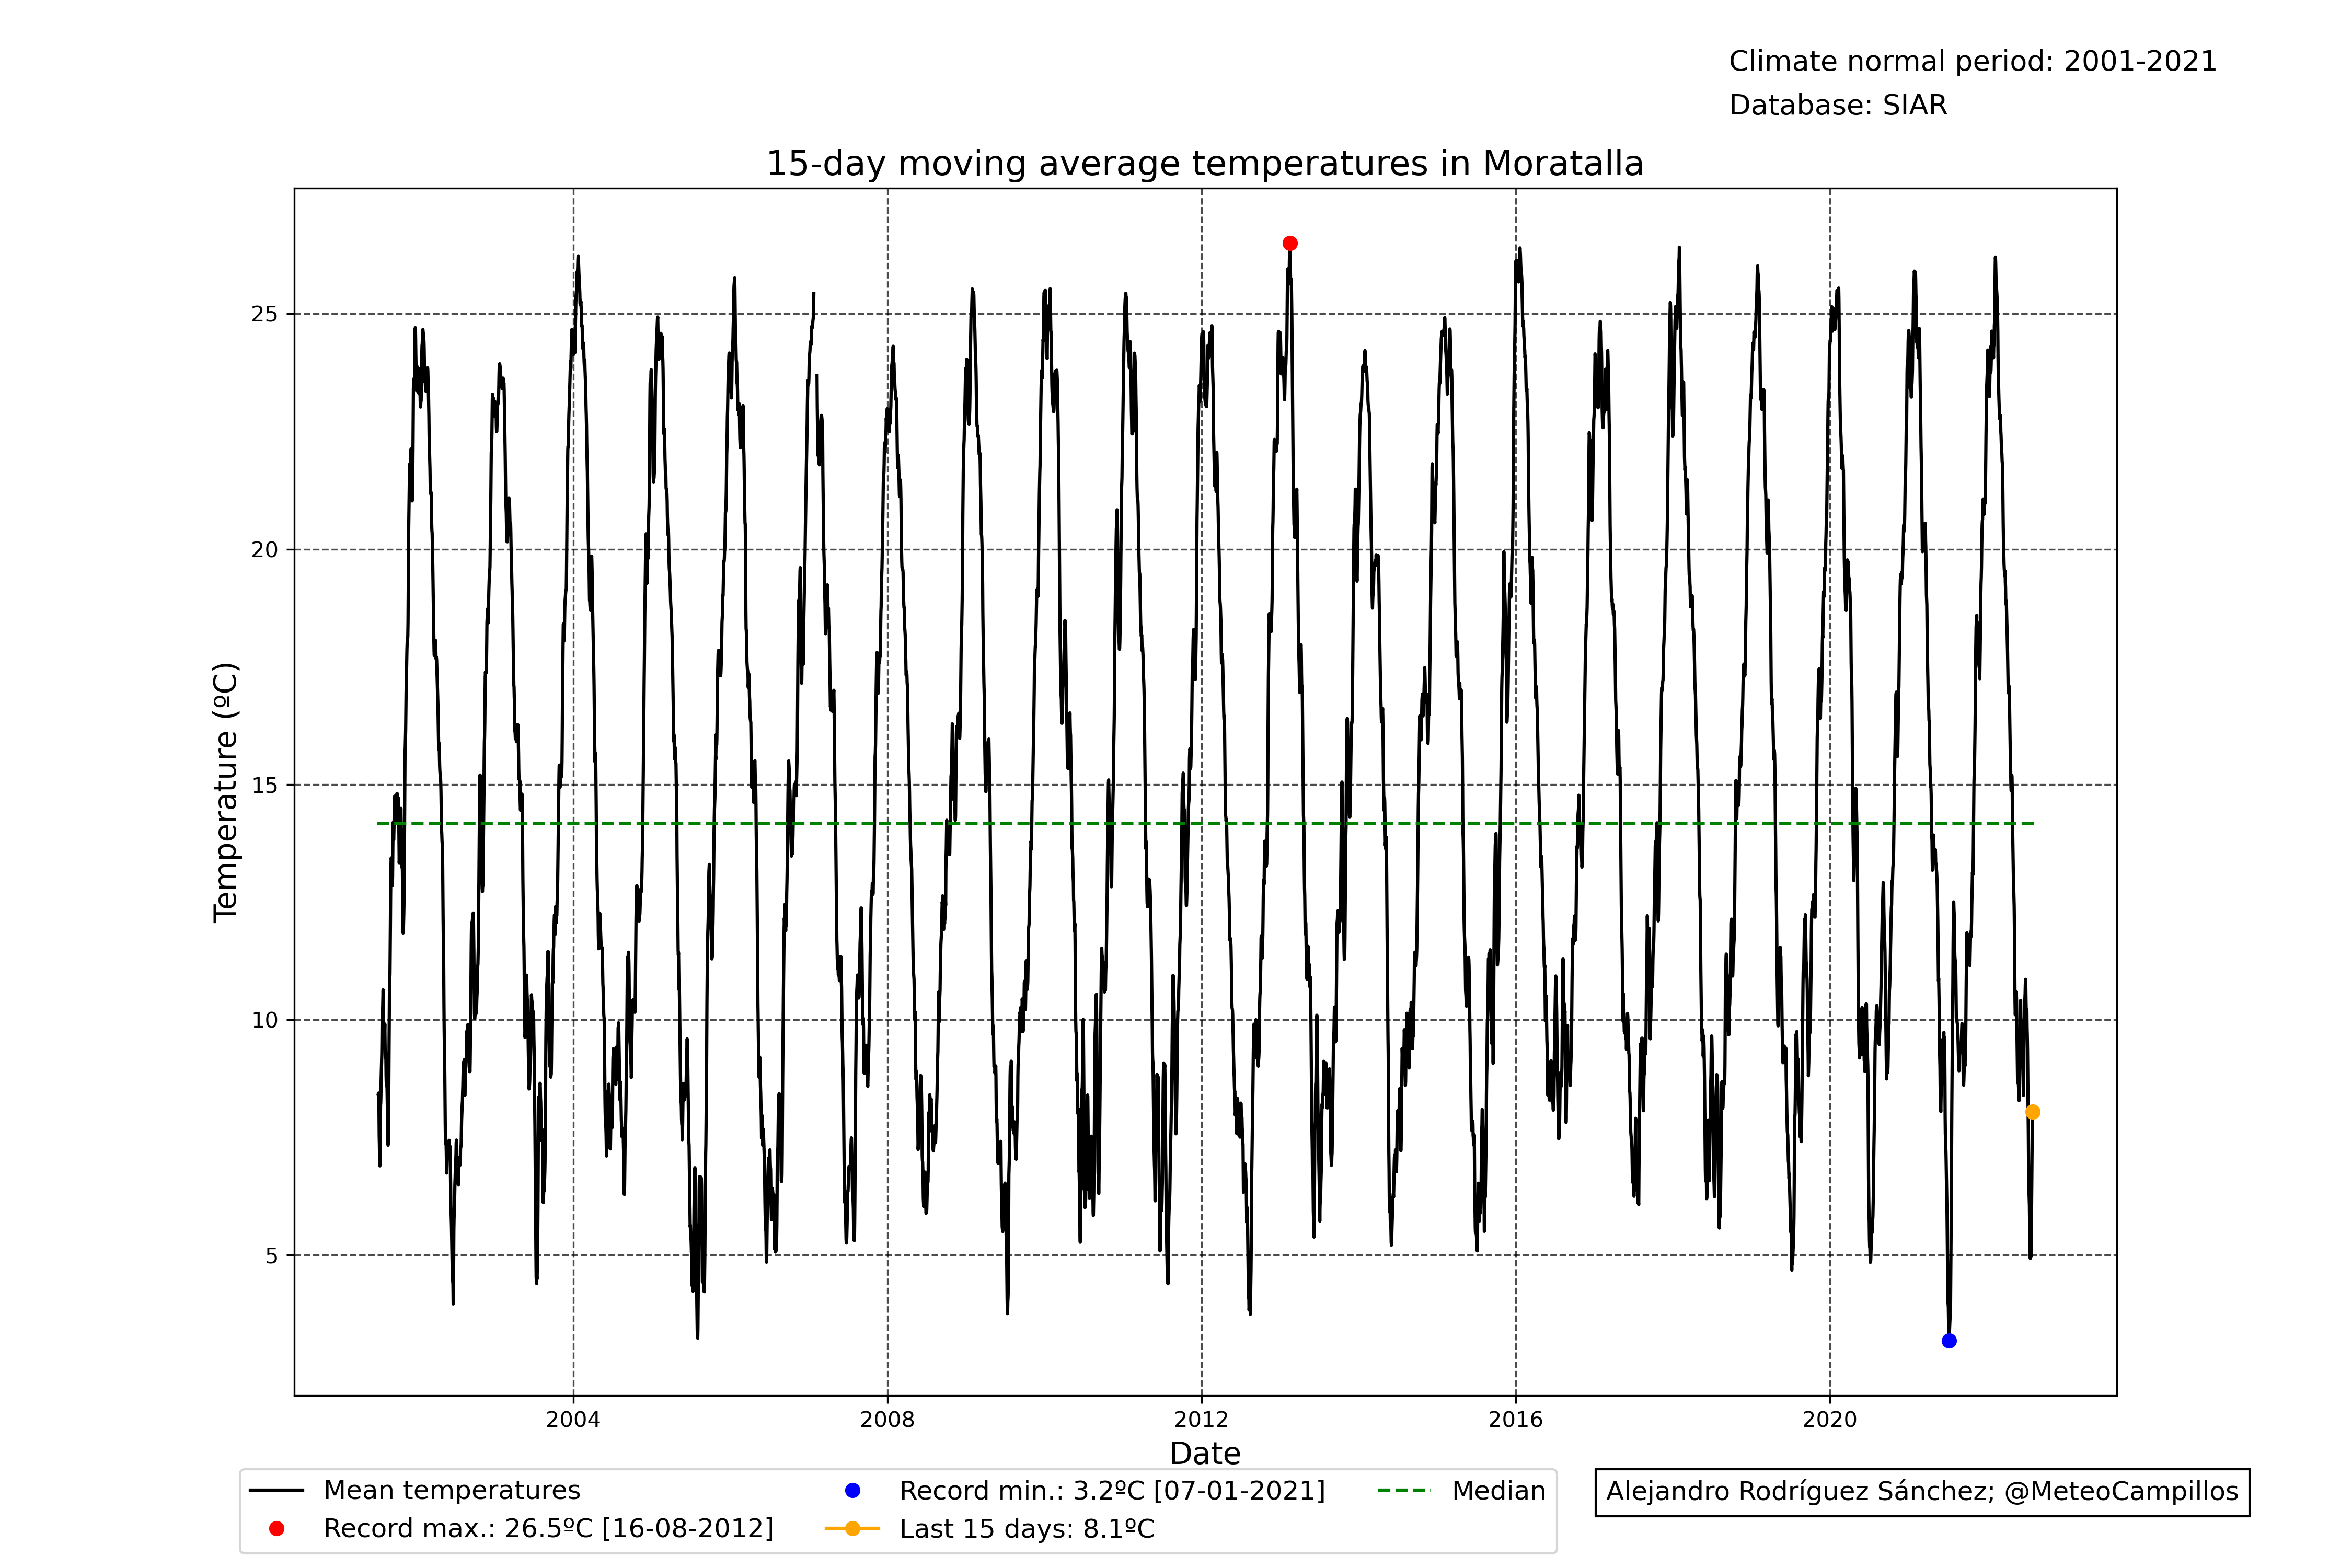 Climate normal period: 2001-2021
Database: SIAR
15-day moving average temperatures in Moratalla
25
20
15
10
5
Temperature (ºC)
2004
2008
2012
2016
2020
Date
Mean temperatures
Record max.: 26.5ºC [16-08-2012]
Record min.: 3.2ºC [07-01-2021]
Last 15 days: 8.1ºC
Median
Alejandro Rodríguez Sánchez; @MeteoCampillos